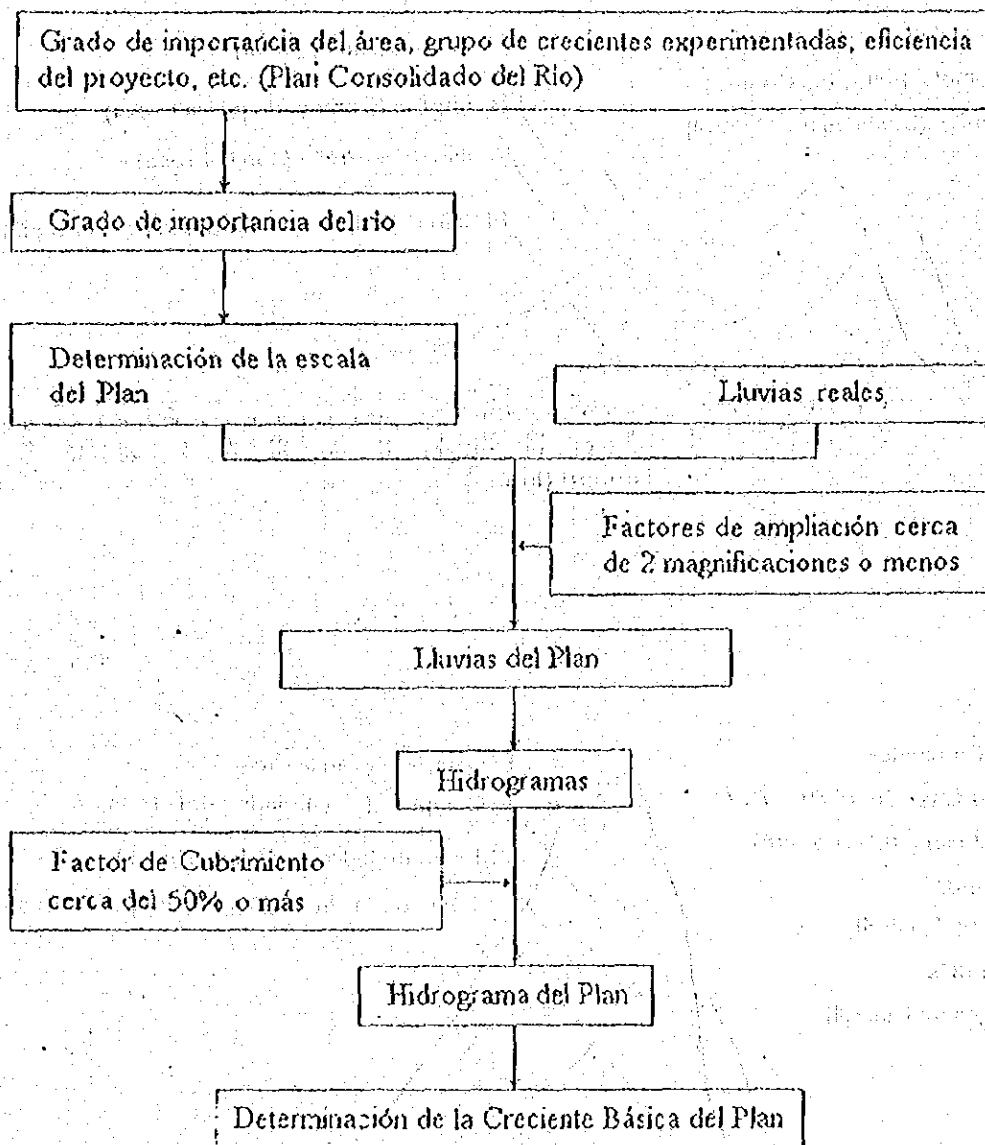 Grado de importancia del área, grupo de crecientes experimentadas, eficiencia
del proyecto, etc. (Plan Consolidado del Rio)
Grado de importancia del rio
Determinación de la escala
del Plan
Lluvias reales
Factores de ampliación cerca
de 2 magnificaciones o menos
Lluvias del Plan
Hidrogramas
Factor de Cubrimiento
cerca del 50% o más
Hidrograma del Plan
Determinación de la Creciente Básica del Plan